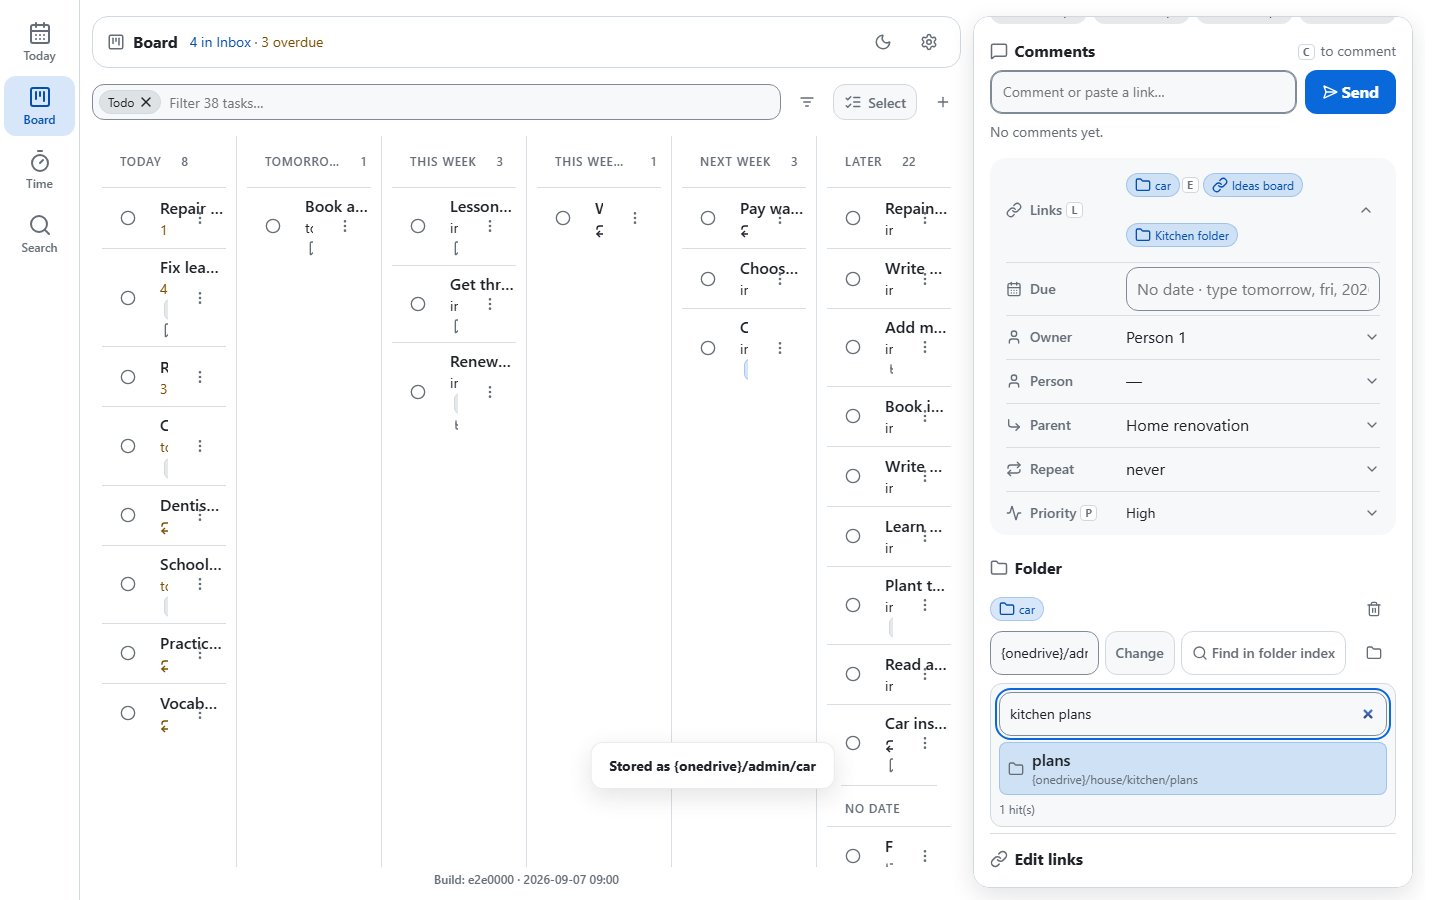 Today
Board
Time
Search
Board
4 in Inbox · 3 overdue
Todo
Filter 38 tasks...
Select
TODAY 8
Repair ...
1
Fix lea...
4
R
3
C
Dentis...
School...
Practic...
Vocab...
TOMORRO... 1
Book a...
THIS WEEK 3
Lesson...
Get thr...
Renew...
THIS WEE... 1
NEXT WEEK 3
Pay wa...
Choos...
C
LATER 22
Repain...
Write ...
Add m...
Book i...
Write ...
Learn ...
Plant t...
Read a...
Car ins...
NO DATE
F
Stored as {onedrive}/admin/car
Build: e2e0000 · 2026-09-07 09:00
Comments
C to comment
Comment or paste a link...
Send
No comments yet.
Links L
car E Ideas board
Kitchen folder
Due
No date · type tomorrow, fri, 202
Owner
Person 1
Person
—
Parent
Home renovation
Repeat
never
Priority P
High
Folder
car
{onedrive}/adr
Change
Find in folder index
kitchen plans
plans
{onedrive}/house/kitchen/plans
1 hit(s)
Edit links